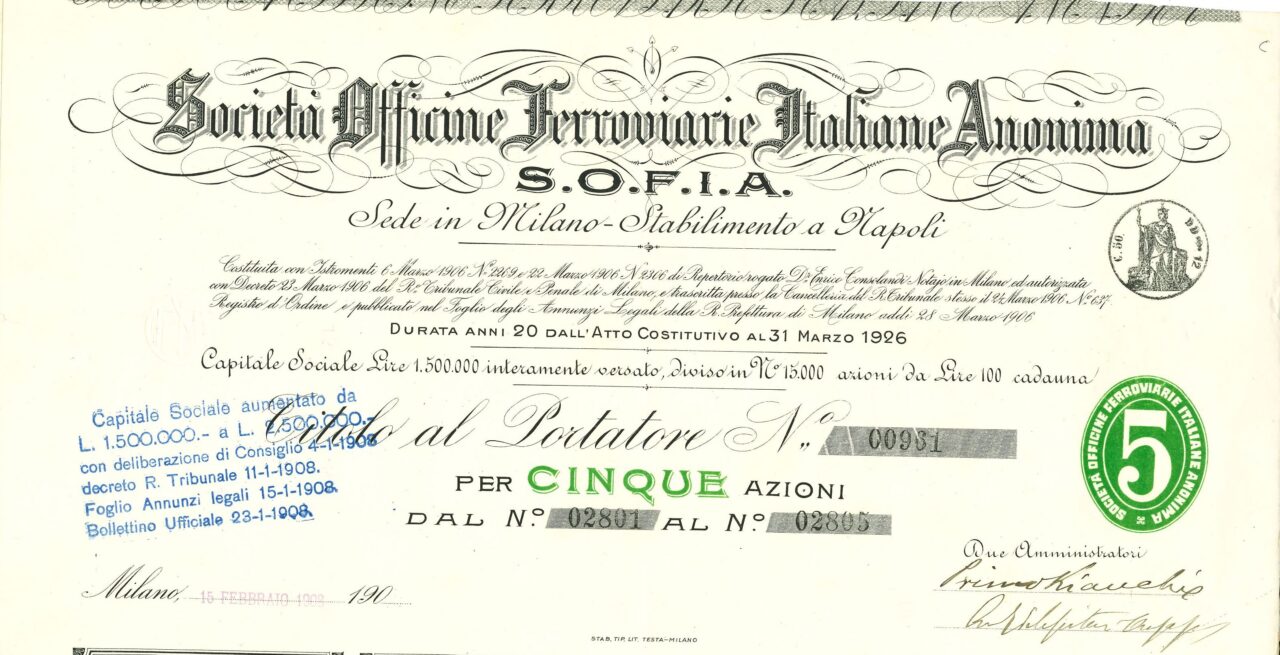 Società Officine Ferroviarie Italiane Anonima
S.O.F.I.A.
Sede in Milano - Stabilimento a Napoli
C. 50.
12
Costituita con Istromenti 6 Marzo 1906 N.º 2269 e 22 Marzo 1906 N. 2366 di Repertorio rogato Dr. Enrico Consolandi Notajo in Milano ed autorizzata
con Decreto 23 Marzo 1906 del R.º Tribunale Civile e Penale di Milano, e trascritta presso la Cancelleria del R. Tribunale stesso il 24 Marzo 1906, N.º 637.
Registro d'Ordine e pubblicato nel Foglio degli Annunzi Legali della R. Prefettura di Milano addì 28 Marzo 1906
DURATA ANNI 20 DALL'ATTO COSTITUTIVO AL 31 MARZO 1926
Capitale Sociale Lire 1.500.000 interamente versato, diviso in N.º 15.000 azioni da Lire 100 cadauna
Capitale Sociale aumentato da
L. 1.500.000.- a L. 2.500.000.-
con deliberazione di Consiglio 4-1-1908
decreto R. Tribunale 11-1-1908.
Foglio Annunzi legali 15-1-1908.
Bollettino Ufficiale 23-1-1908.
Titolo al Portatore N.º 00961
PER CINQUE AZIONI
DAL N.º 02801 AL N.º 02805
SOCIETÀ OFFICINE FERROVIARIE ITALIANE ANONIMA
5
Due Amministratori
Primo
Milano, 15 FEBBRAIO 1908 190
STAB. TIP. LIT. TESTA-MILANO